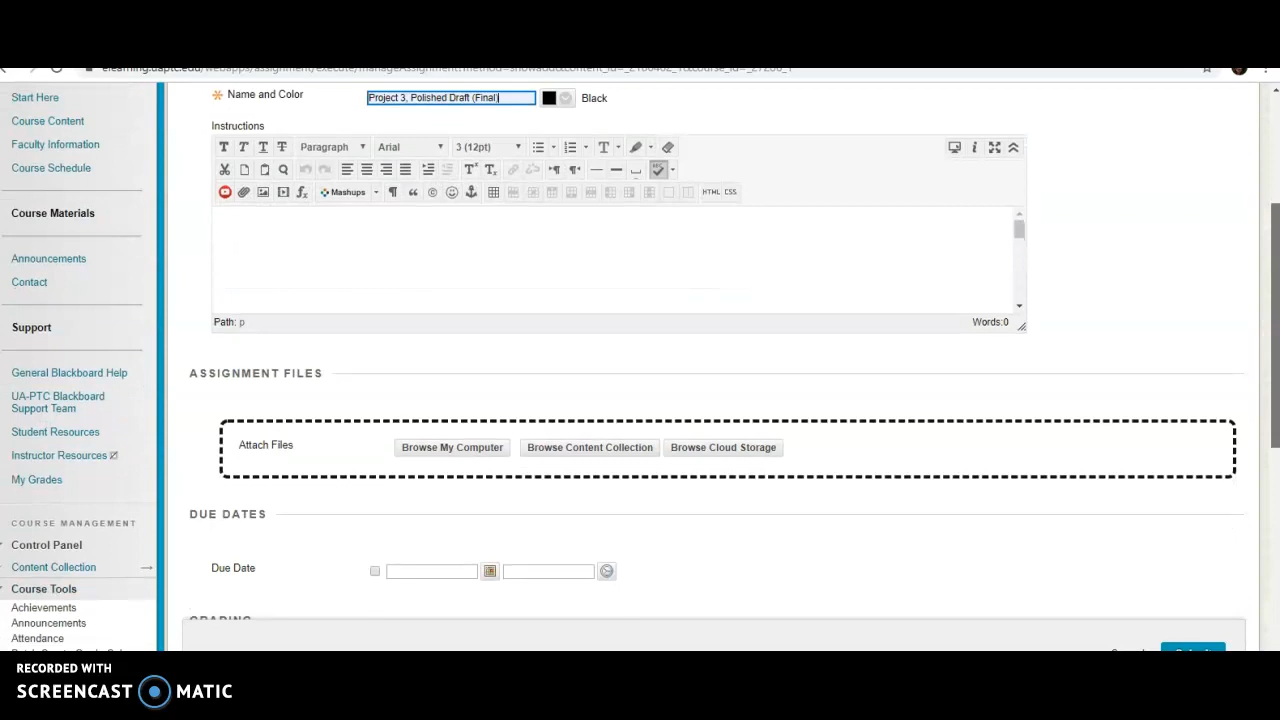 Start Here
Course Content
Faculty Information
Course Schedule
Course Materials
Announcements
Contact
Support
General Blackboard Help
UA-PTC Blackboard
Support Team
Student Resources
Instructor Resources
My Grades
COURSE MANAGEMENT
Control Panel
Content Collection
Course Tools
Achievements
Announcements
Attendance
Name and Color
Project 3, Polished Draft (Final)
Black
Instructions
T T T T Paragraph Arial 3 (12pt) T
T Tx
Mashups HTML CSS
Path: p
Words:0
ASSIGNMENT FILES
Attach Files
Browse My Computer
Browse Content Collection
Browse Cloud Storage
DUE DATES
Due Date
GRADING
RECORDED WITH
SCREENCAST MATIC